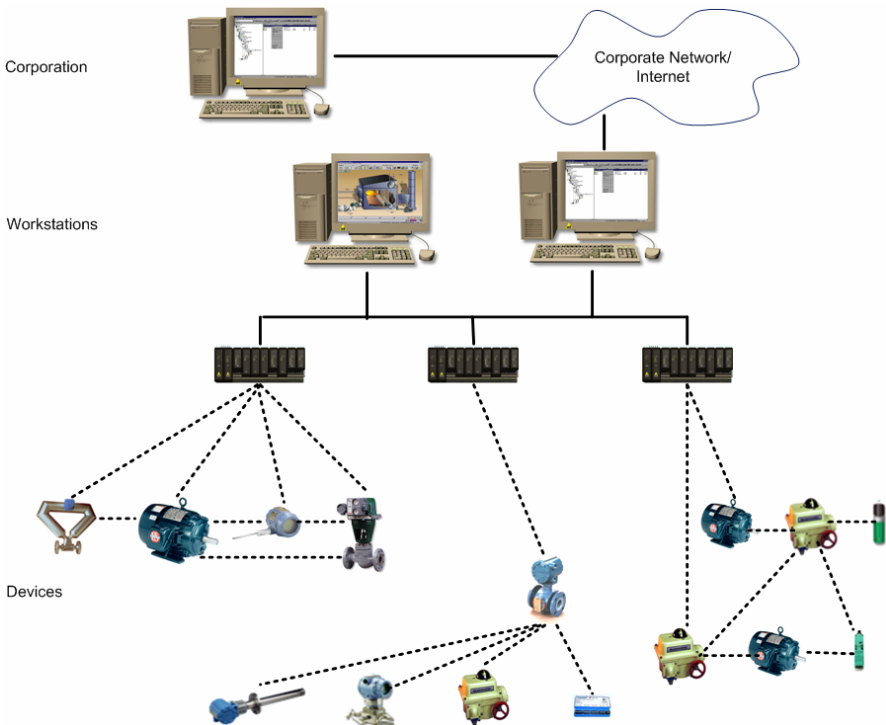 Corporation
Corporate Network/
Internet
Workstations
Devices